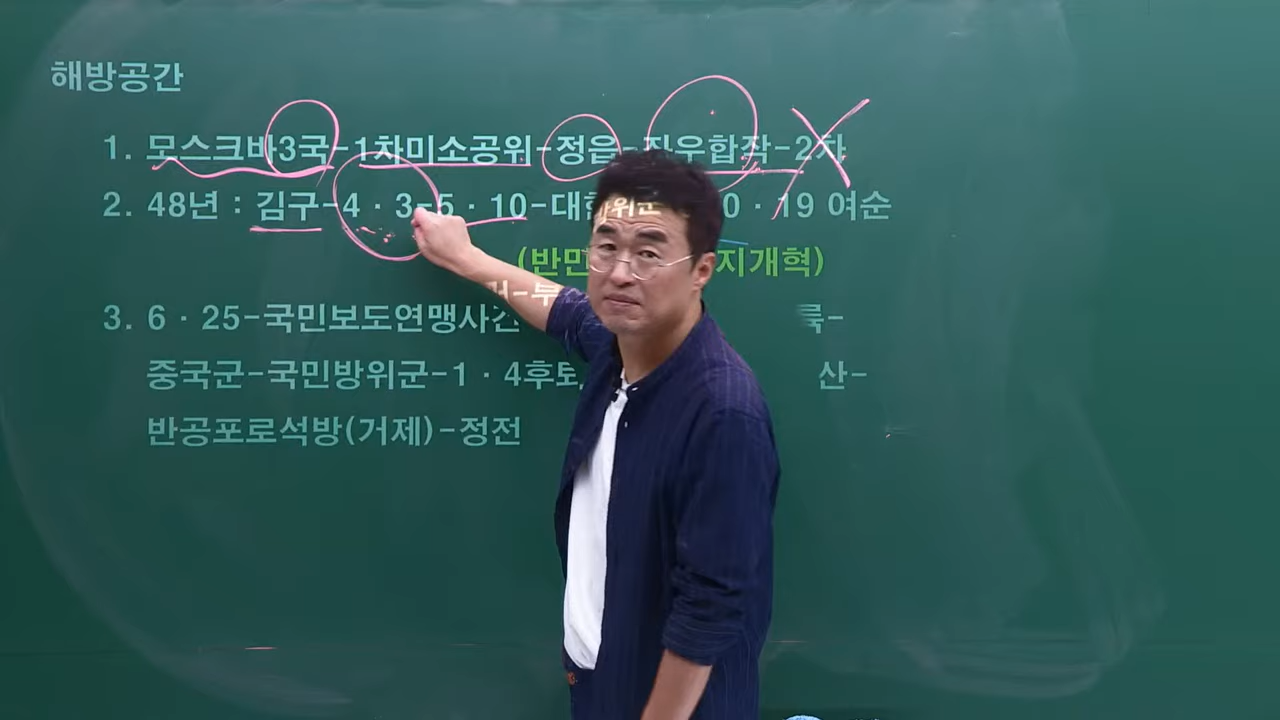 해방공간
1. 모스크바3국-1차미소공위-정읍-좌우합작-2차
2. 48년 : 김구-4 · 3-5 · 10-대 0 · 19 여순
(반민 지개혁)
3. 6 · 25-국민보도연맹사건 -부 륙-
중국군-국민방위군-1 · 4후퇴 산-
반공포로석방(거제)-정전
위군